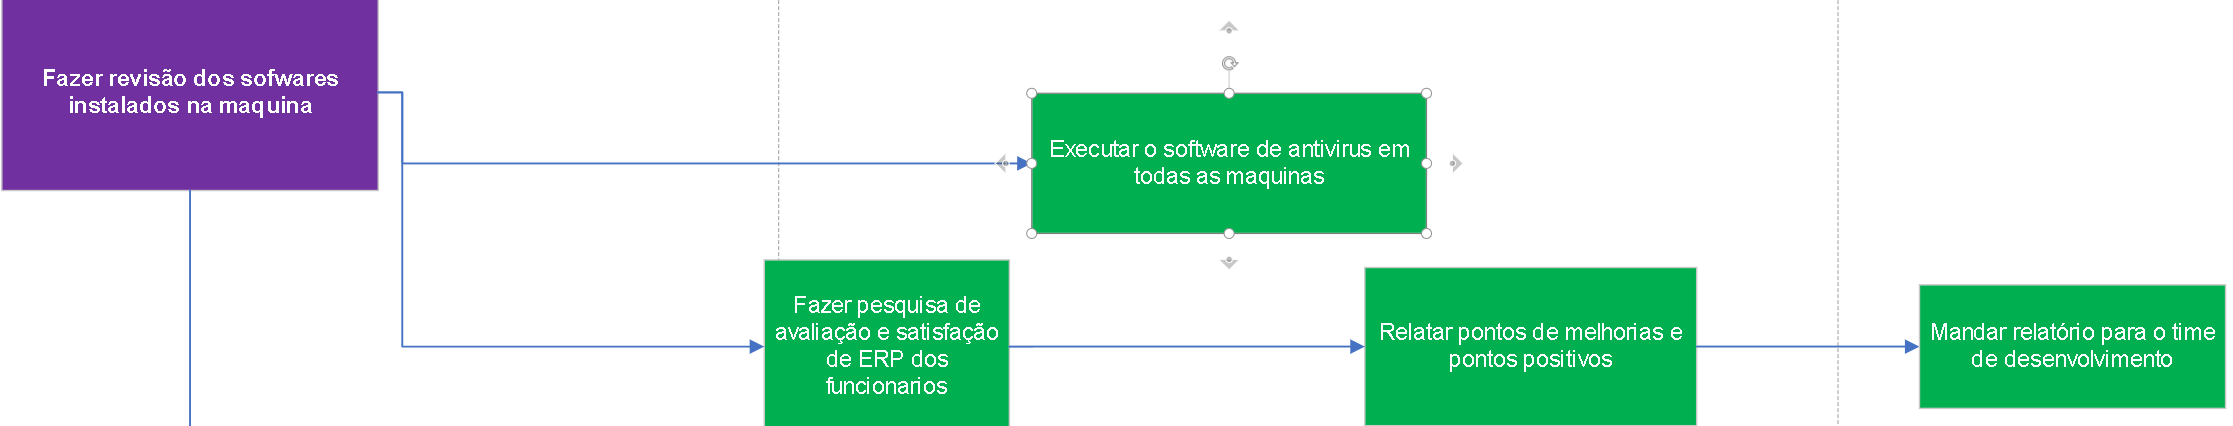 Fazer revisão dos sofwares
instalados na maquina
Executar o software de antivirus em
todas as maquinas
Fazer pesquisa de
avaliação e satisfação
de ERP dos
funcionarios
Relatar pontos de melhorias e
pontos positivos
Mandar relatório para o time
de desenvolvimento